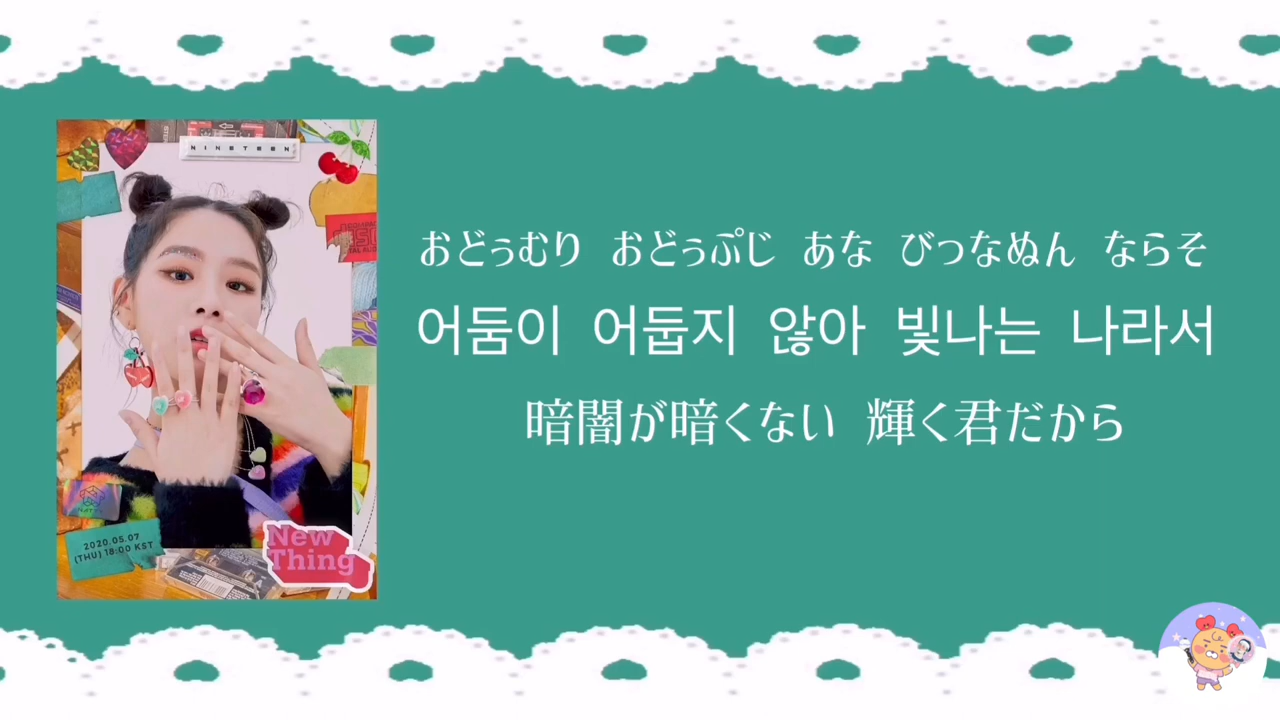 NINETEEN
NATTY
2020.05.07
(THU) 18:00 KST
New
Thing
おどぅむり おどぅぷじ あな びつなぬん ならそ
어둠이 어둡지 않아 빛나는 나라서
暗闇が暗くない 輝く君だから